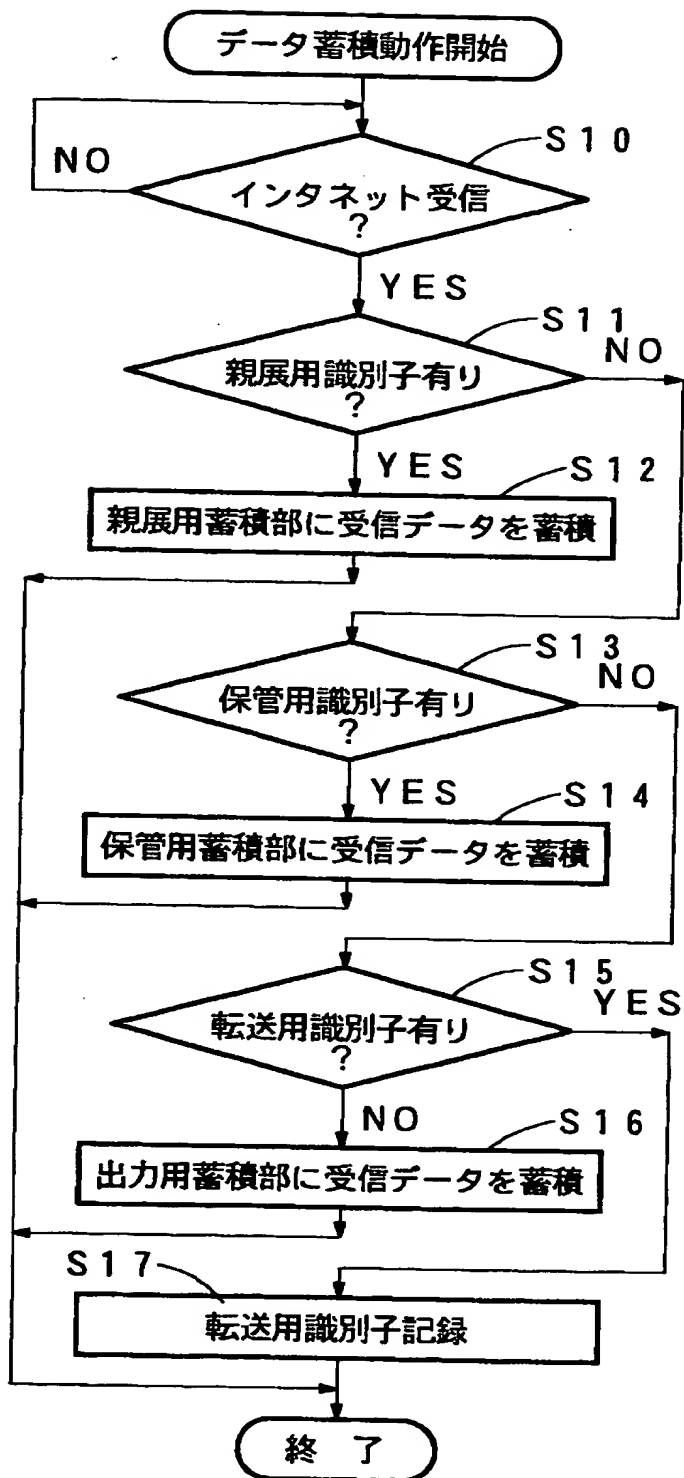 データ蓄積動作開始
S10
NO
インタネット受信
?
YES
S11
NO
親展用識別子有り
?
YES
S12
親展用蓄積部に受信データを蓄積
S13
NO
保管用識別子有り
?
YES
S14
保管用蓄積部に受信データを蓄積
S15
YES
転送用識別子有り
?
NO
S16
出力用蓄積部に受信データを蓄積
S17
転送用識別子記録
終 了